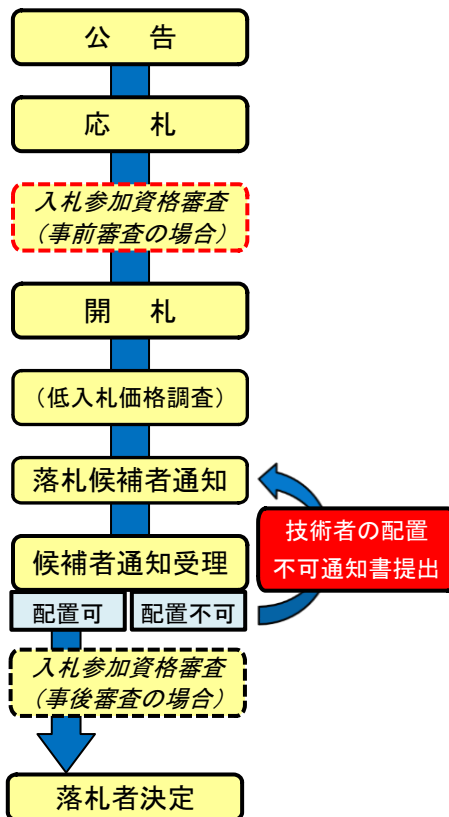 公 告
応 札
入札参加資格審査
(事前審査の場合)
開 札
(低入札価格調査)
落札候補者通知
候補者通知受理
配置可
配置不可
技術者の配置
不可通知書提出
入札参加資格審査
(事後審査の場合)
落札者決定